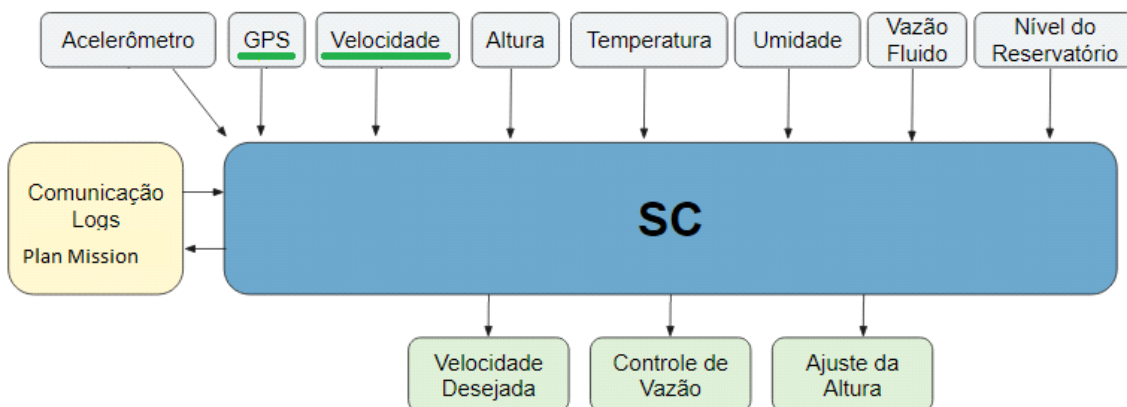 Acelerômetro
GPS
Velocidade
Altura
Temperatura
Umidade
Vazão
Fluido
Nível do
Reservatório
Comunicação
Logs
Plan Mission
SC
Velocidade
Desejada
Controle de
Vazão
Ajuste da
Altura